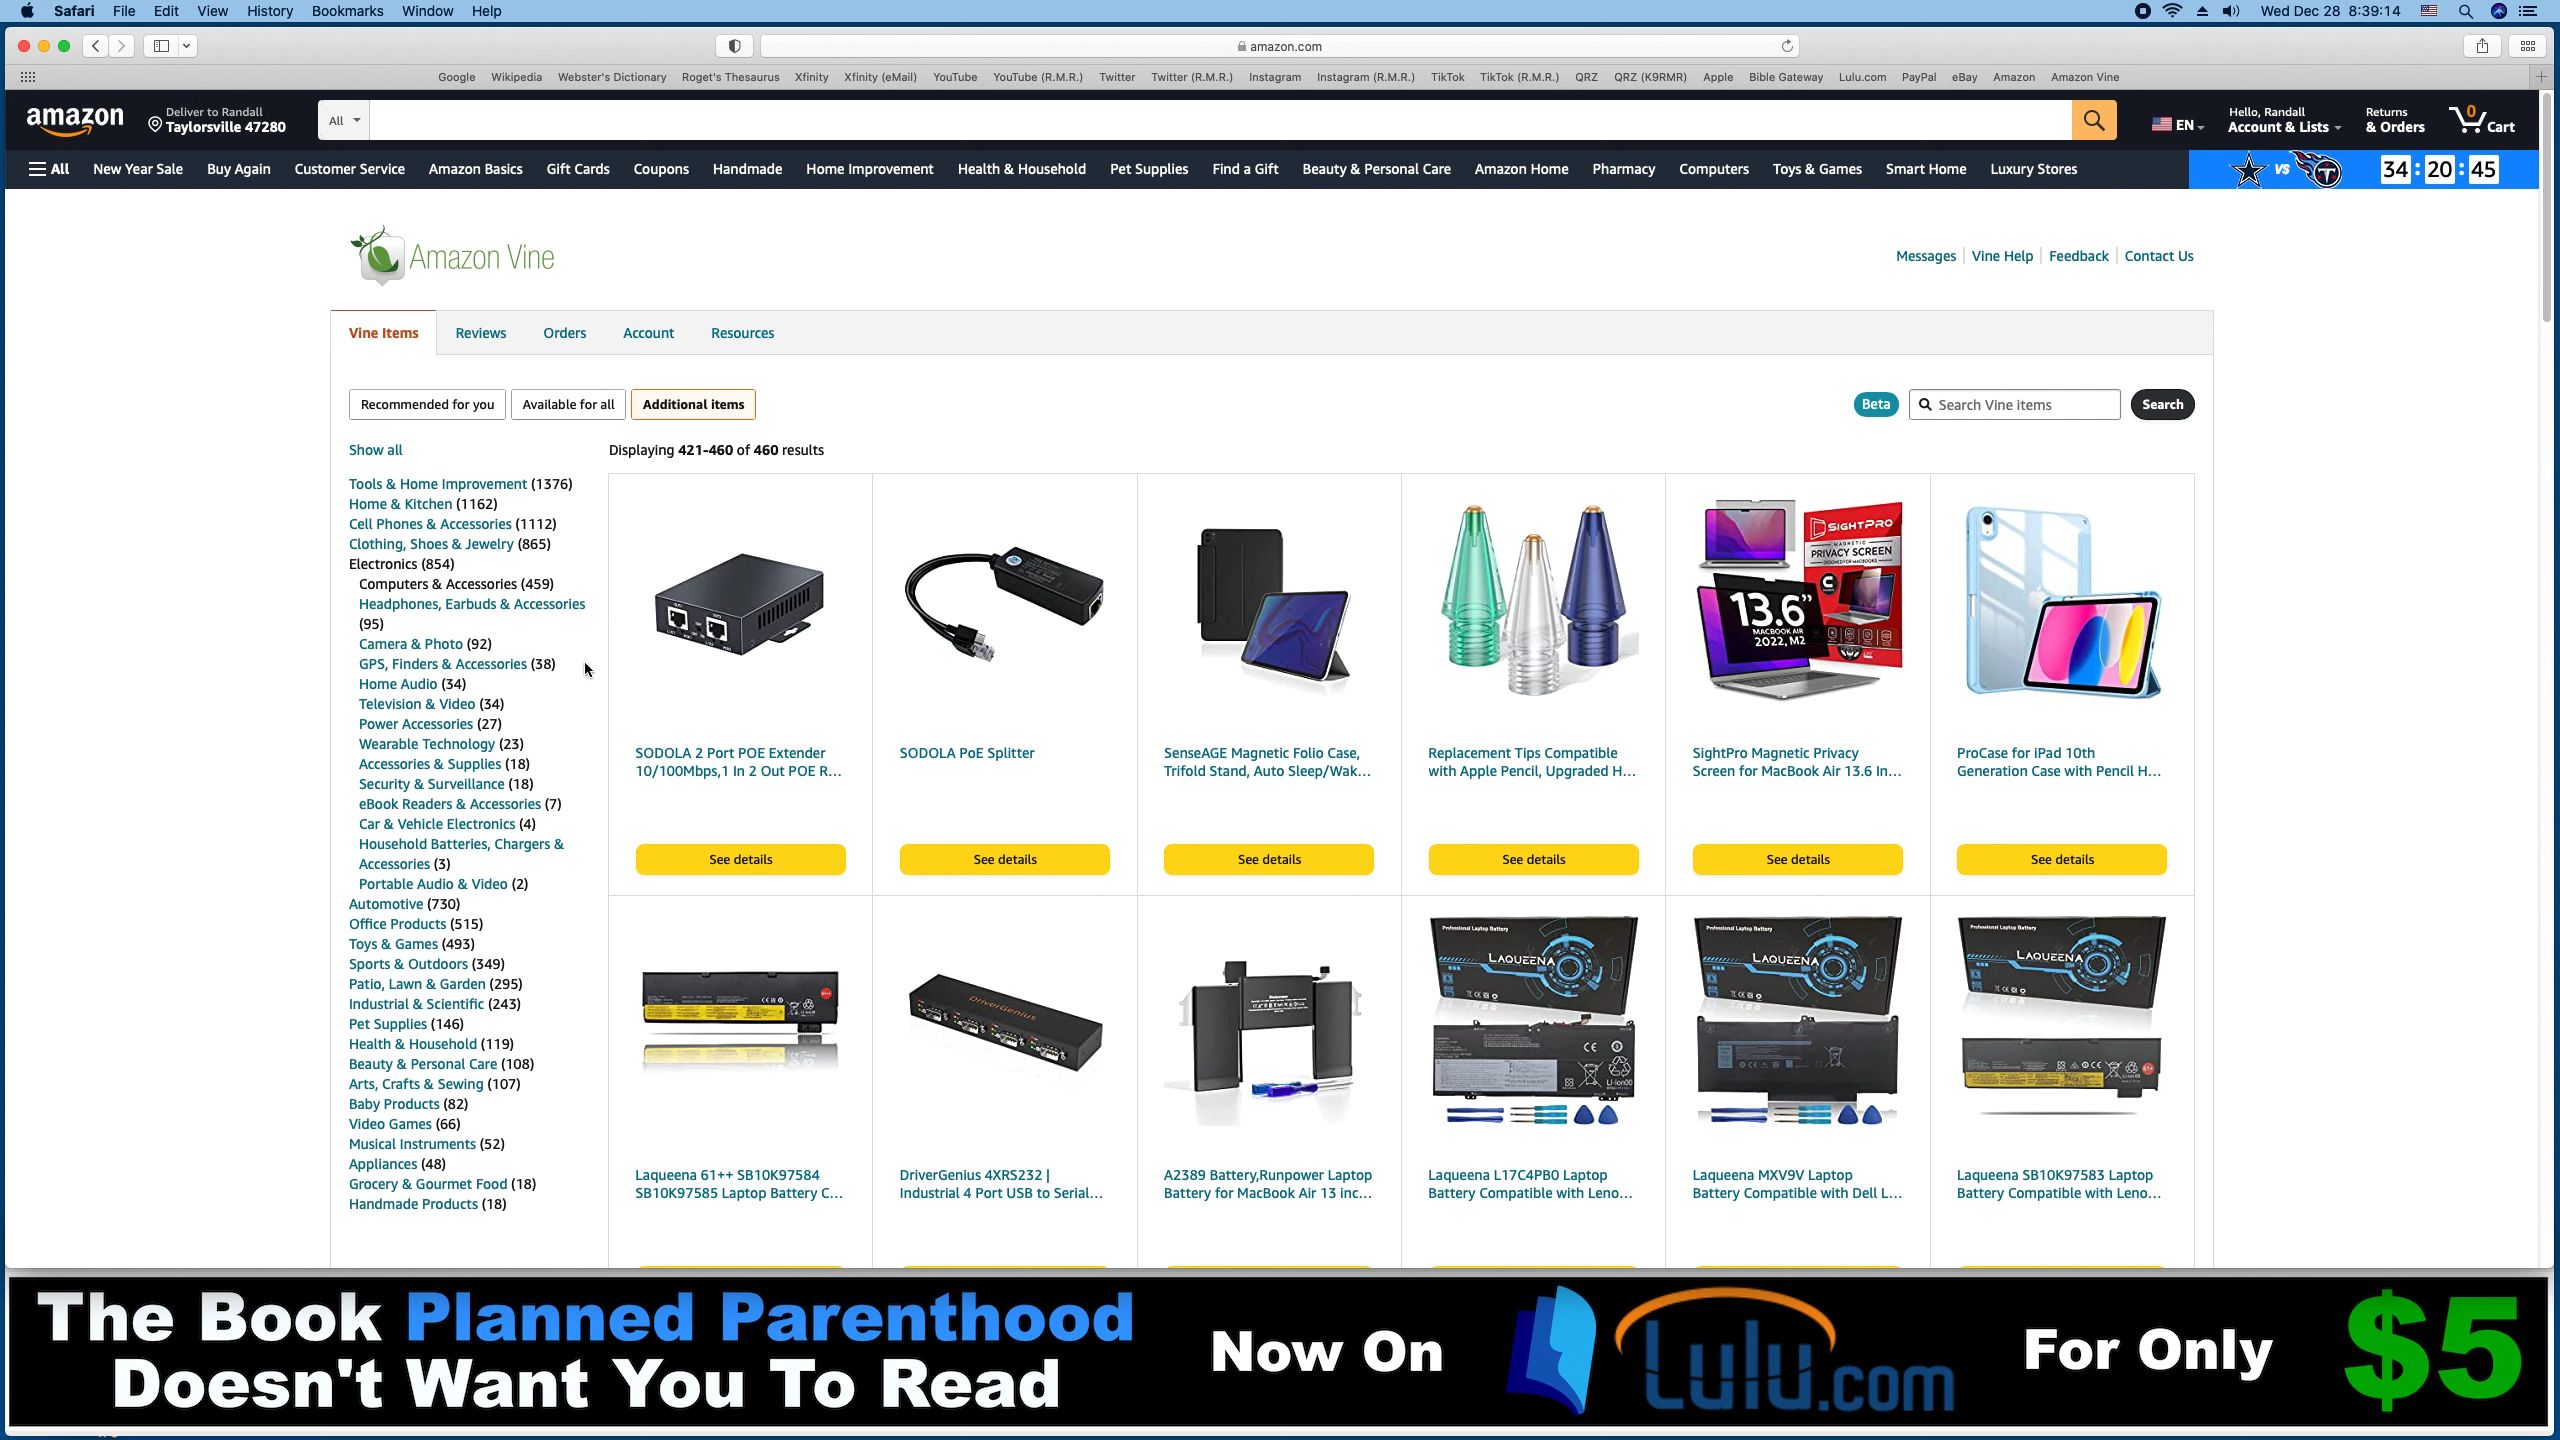 Safari File Edit View History Bookmarks Window Help
Wed Dec 28 8:39:14
amazon.com
Google Wikipedia Webster's Dictionary Roget's Thesaurus Xfinity Xfinity (eMail) YouTube YouTube (R.M.R.) Twitter Twitter (R.M.R.) Instagram Instagram (R.M.R.) TikTok TikTok (R.M.R.) QRZ QRZ (K9RMR) Apple Bible Gateway Lulu.com PayPal eBay Amazon Amazon Vine
amazon
Deliver to Randall
Taylorsville 47280
All
EN
Hello, Randall
Account & Lists
Returns
& Orders
0
Cart
All New Year Sale Buy Again Customer Service Amazon Basics Gift Cards Coupons Handmade Home Improvement Health & Household Pet Supplies Find a Gift Beauty & Personal Care Amazon Home Pharmacy Computers Toys & Games Smart Home Luxury Stores
VS
34:20:45
Amazon Vine
Messages Vine Help Feedback Contact Us
Vine Items Reviews Orders Account Resources
Recommended for you Available for all Additional items
Beta Search Vine items Search
Show all
Displaying 421-460 of 460 results
Tools & Home Improvement (1376)
Home & Kitchen (1162)
Cell Phones & Accessories (1112)
Clothing, Shoes & Jewelry (865)
Electronics (854)
Computers & Accessories (459)
Headphones, Earbuds & Accessories
(95)
Camera & Photo (92)
GPS, Finders & Accessories (38)
Home Audio (34)
Television & Video (34)
Power Accessories (27)
Wearable Technology (23)
Accessories & Supplies (18)
Security & Surveillance (18)
eBook Readers & Accessories (7)
Car & Vehicle Electronics (4)
Household Batteries, Chargers &
Accessories (3)
Portable Audio & Video (2)
Automotive (730)
Office Products (515)
Toys & Games (493)
Sports & Outdoors (349)
Patio, Lawn & Garden (295)
Industrial & Scientific (243)
Pet Supplies (146)
Health & Household (119)
Beauty & Personal Care (108)
Arts, Crafts & Sewing (107)
Baby Products (82)
Video Games (66)
Musical Instruments (52)
Appliances (48)
Grocery & Gourmet Food (18)
Handmade Products (18)
SIGHTPRO
MAGNETIC
PRIVACY SCREEN
DESIGNED FOR MACBOOKS
13.6"
MACBOOK AIR
2022, M2
SODOLA 2 Port POE Extender
10/100Mbps,1 In 2 Out POE R...
See details
SODOLA PoE Splitter
See details
SenseAGE Magnetic Folio Case,
Trifold Stand, Auto Sleep/Wak...
See details
Replacement Tips Compatible
with Apple Pencil, Upgraded H...
See details
SightPro Magnetic Privacy
Screen for MacBook Air 13.6 In...
See details
ProCase for iPad 10th
Generation Case with Pencil H...
See details
DriverGenius
Runpower
Professional Laptop Battery
LAQUEENA
Professional Laptop Battery
LAQUEENA
Professional Laptop Battery
LAQUEENA
61+
Laqueena 61++ SB10K97584
SB10K97585 Laptop Battery C...
DriverGenius 4XRS232 |
Industrial 4 Port USB to Serial...
A2389 Battery,Runpower Laptop
Battery for MacBook Air 13 inc...
Laqueena L17C4PB0 Laptop
Battery Compatible with Leno...
Laqueena MXV9V Laptop
Battery Compatible with Dell L...
Laqueena SB10K97583 Laptop
Battery Compatible with Leno...
The Book Planned Parenthood
Doesn't Want You To Read
Now On
Lulu.com
For Only
$5